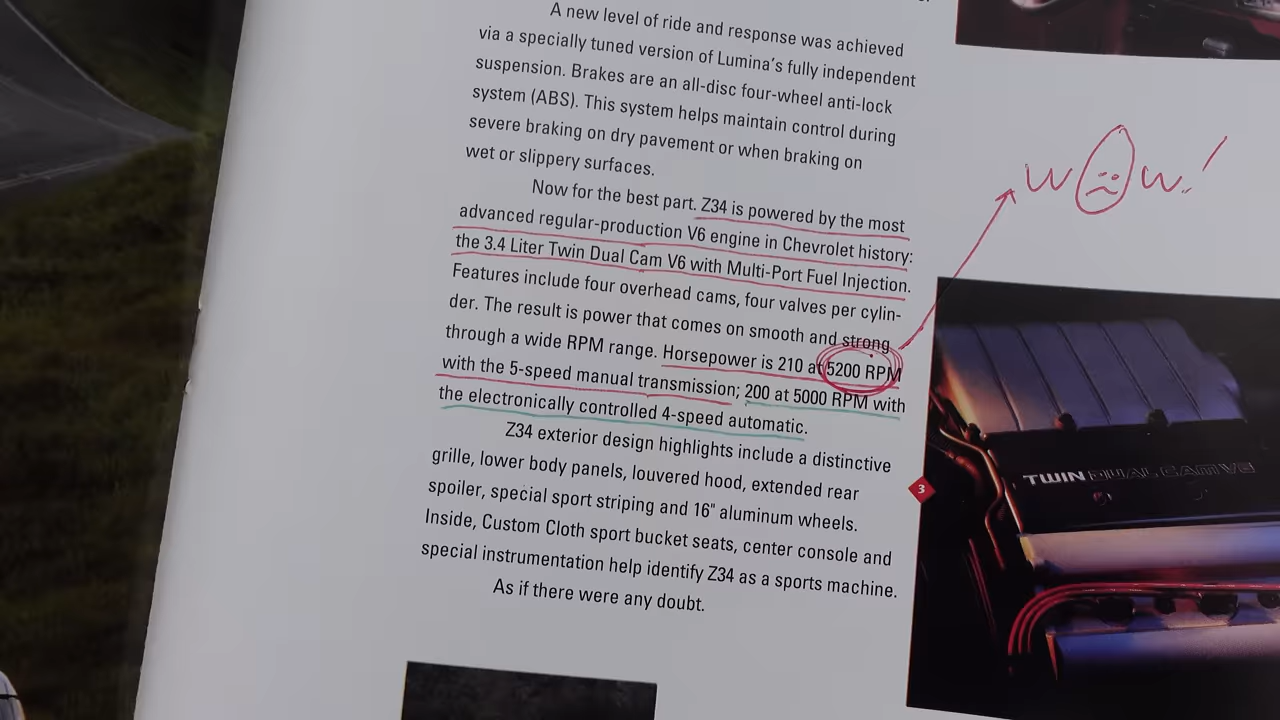 A new level of ride and response was achieved
via a specially tuned version of Lumina's fully independent
suspension. Brakes are an all-disc four-wheel anti-lock
system (ABS). This system helps maintain control during
severe braking on dry pavement or when braking on
wet or slippery surfaces.
Now for the best part. Z34 is powered by the most
advanced regular-production V6 engine in Chevrolet history:
the 3.4 Liter Twin Dual Cam V6 with Multi-Port Fuel Injection.
Features include four overhead cams, four valves per cylin-
der. The result is power that comes on smooth and strong
through a wide RPM range. Horsepower is 210 at 5200 RPM
with the 5-speed manual transmission; 200 at 5000 RPM with
the electronically controlled 4-speed automatic.
Z34 exterior design highlights include a distinctive
grille, lower body panels, louvered hood, extended rear
spoiler, special sport striping and 16" aluminum wheels.
Inside, Custom Cloth sport bucket seats, center console and
special instrumentation help identify Z34 as a sports machine.
As if there were any doubt.
WOW!
3
TWIN DUAL CAM V6